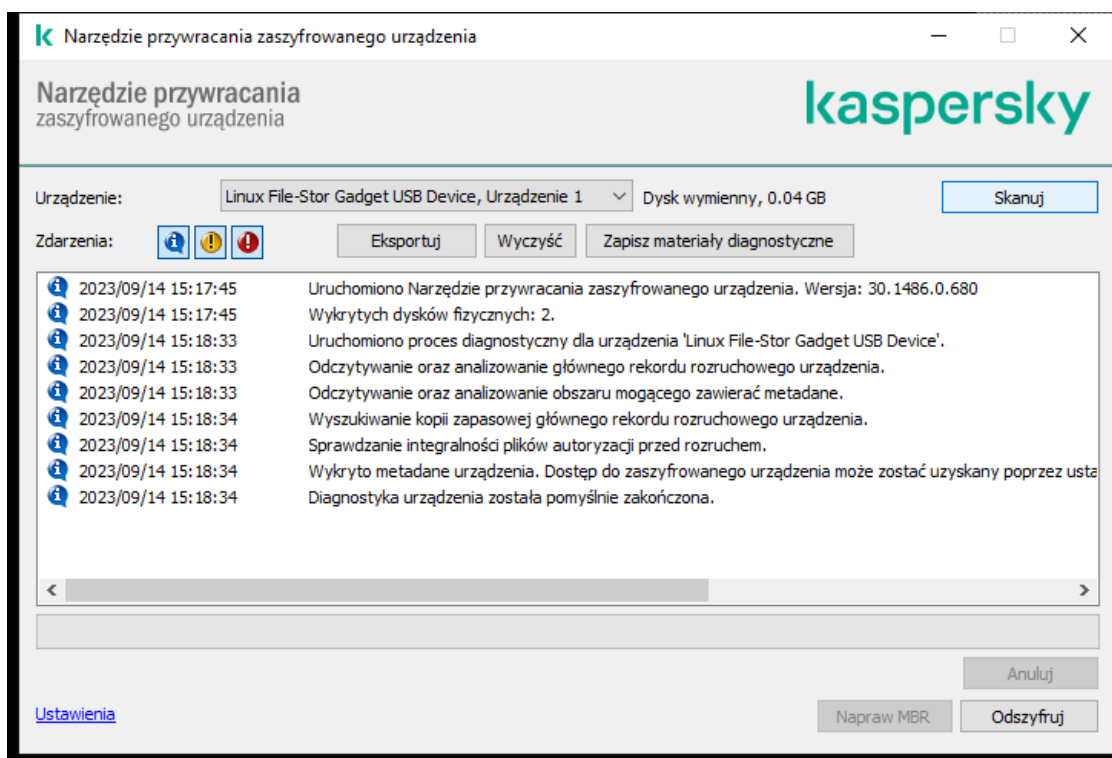 Narzędzie przywracania zaszyfrowanego urządzenia
Narzędzie przywracania
zaszyfrowanego urządzenia
kaspersky
Urządzenie: Linux File-Stor Gadget USB Device, Urządzenie 1 Dysk wymienny, 0.04 GB Skanuj
Zdarzenia: Eksportuj Wyczyść Zapisz materiały diagnostyczne
2023/09/14 15:17:45 Uruchomiono Narzędzie przywracania zaszyfrowanego urządzenia. Wersja: 30.1486.0.680
2023/09/14 15:17:45 Wykrytych dysków fizycznych: 2.
2023/09/14 15:18:33 Uruchomiono proces diagnostyczny dla urządzenia 'Linux File-Stor Gadget USB Device'.
2023/09/14 15:18:33 Odczytywanie oraz analizowanie głównego rekordu rozruchowego urządzenia.
2023/09/14 15:18:33 Odczytywanie oraz analizowanie obszaru mogącego zawierać metadane.
2023/09/14 15:18:34 Wyszukiwanie kopii zapasowej głównego rekordu rozruchowego urządzenia.
2023/09/14 15:18:34 Sprawdzanie integralności plików autoryzacji przed rozruchem.
2023/09/14 15:18:34 Wykryto metadane urządzenia. Dostęp do zaszyfrowanego urządzenia może zostać uzyskany poprzez usta
2023/09/14 15:18:34 Diagnostyka urządzenia została pomyślnie zakończona.
Anuluj
Ustawienia Napraw MBR Odszyfruj